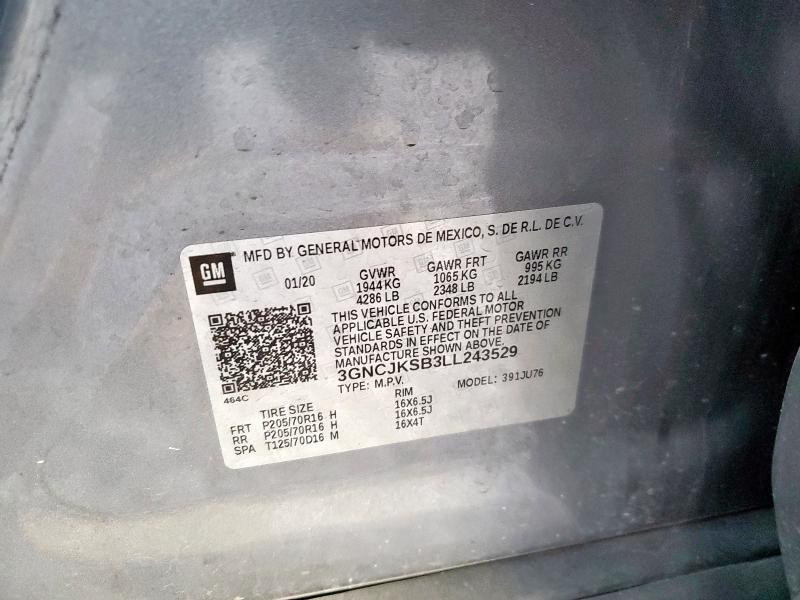 GM
MFD BY GENERAL MOTORS DE MEXICO, S. DE R.L. DE C.V.
01/20 GVWR GAWR FRT GAWR RR
1944 KG 1065 KG 995 KG
4286 LB 2348 LB 2194 LB
THIS VEHICLE CONFORMS TO ALL
APPLICABLE U.S. FEDERAL MOTOR
VEHICLE SAFETY AND THEFT PREVENTION
STANDARDS IN EFFECT ON THE DATE OF
MANUFACTURE SHOWN ABOVE.
3GNCJKSB3LL243529
TYPE: M.P.V. MODEL: 391JU76
464C
TIRE SIZE RIM
FRT P205/70R16 H 16X6.5J
RR P205/70R16 H 16X6.5J
SPA T125/70D16 M 16X4T